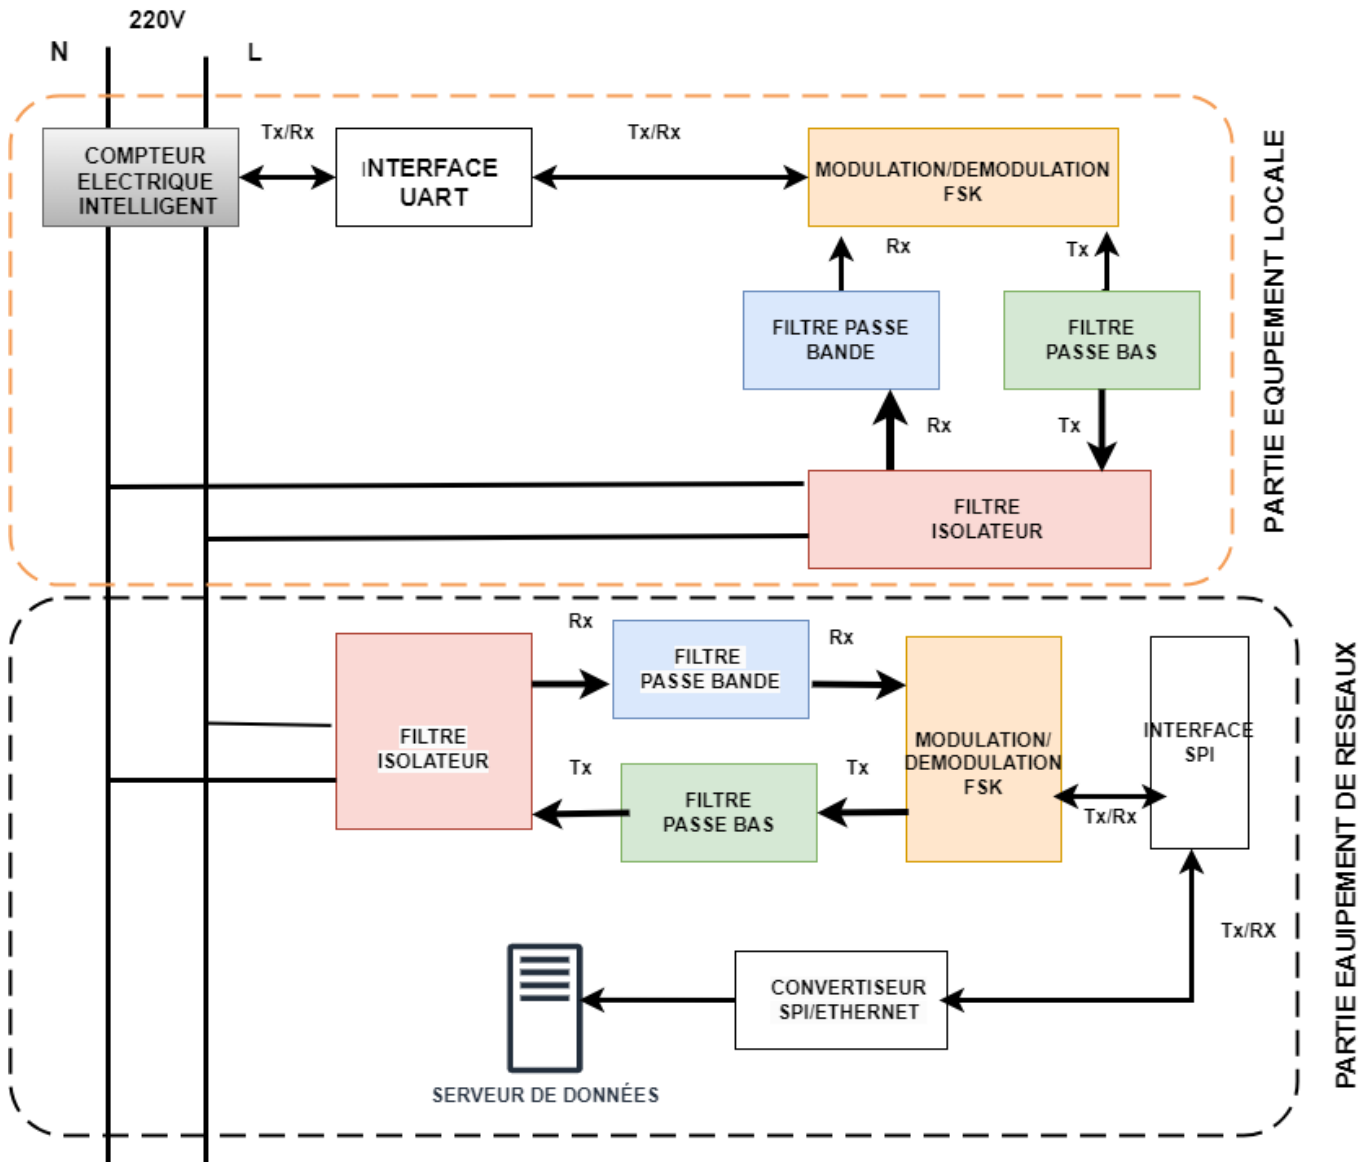 220V
N
L
Tx/Rx
Tx/Rx
COMPTEUR
ELECTRIQUE
INTELLIGENT
INTERFACE
UART
MODULATION/DEMODULATION
FSK
Rx
Tx
FILTRE PASSE
BANDE
FILTRE
PASSE BAS
Rx
Tx
FILTRE
ISOLATEUR
PARTIE EQUPEMENT LOCALE
Rx
FILTRE
PASSE BANDE
Rx
FILTRE
ISOLATEUR
Tx
FILTRE
PASSE BAS
Tx
MODULATION/
DEMODULATION
FSK
Tx/Rx
INTERFACE
SPI
Tx/RX
CONVERTISEUR
SPI/ETHERNET
SERVEUR DE DONNÉES
PARTIE EAUIPEMENT DE RESEAUX